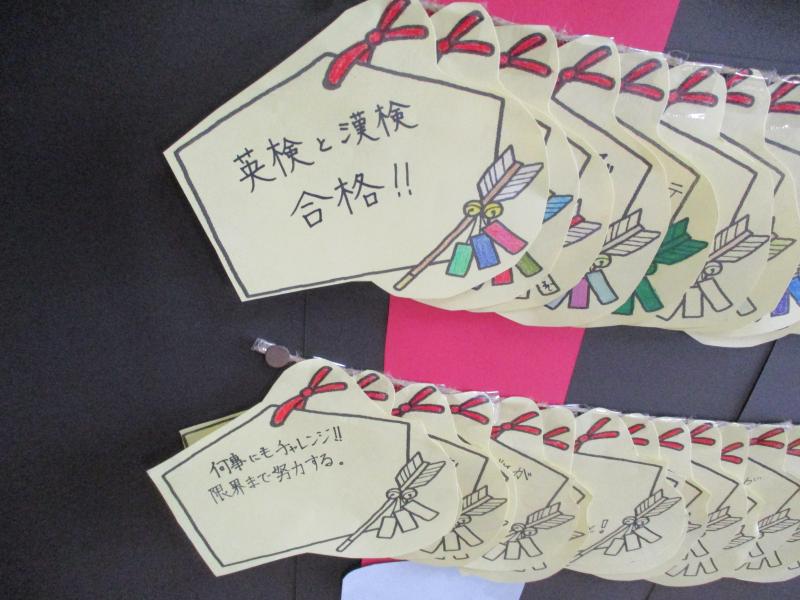 英検と漢検
合格!!
何事にもチャレンジ!!
限界まで努力する。